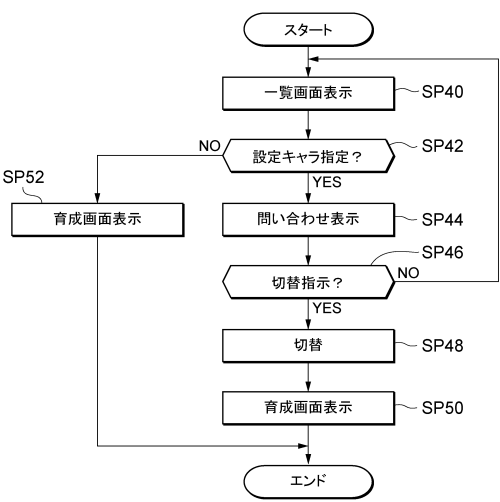 スタート
一覧画面表示
SP40
設定キャラ指定？
SP42
NO
YES
SP52
育成画面表示
問い合わせ表示
SP44
切替指示？
SP46
NO
YES
切替
SP48
育成画面表示
SP50
エンド